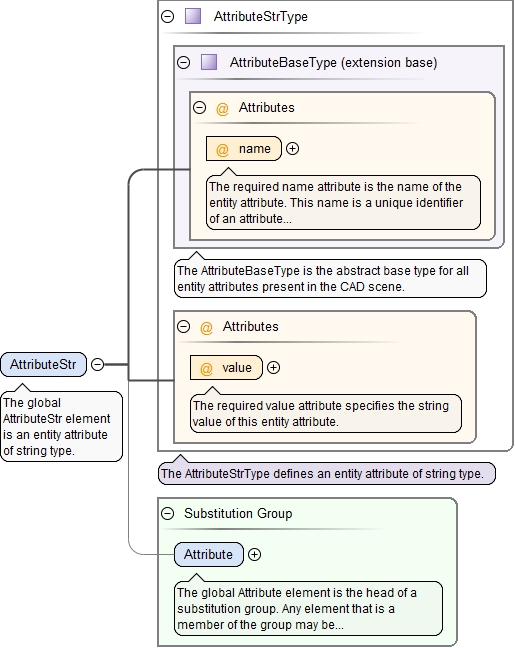 AttributeStrType
AttributeBaseType (extension base)
@ Attributes
@ name
The required name attribute is the name of the
entity attribute. This name is a unique identifier
of an attribute...
The AttributeBaseType is the abstract base type for all
entity attributes present in the CAD scene.
@ Attributes
@ value
The required value attribute specifies the string
value of this entity attribute.
AttributeStr
The global
AttributeStr element
is an entity attribute
of string type.
The AttributeStrType defines an entity attribute of string type.
Substitution Group
Attribute
The global Attribute element is the head of a
substitution group. Any element that is a
member of the group may be...